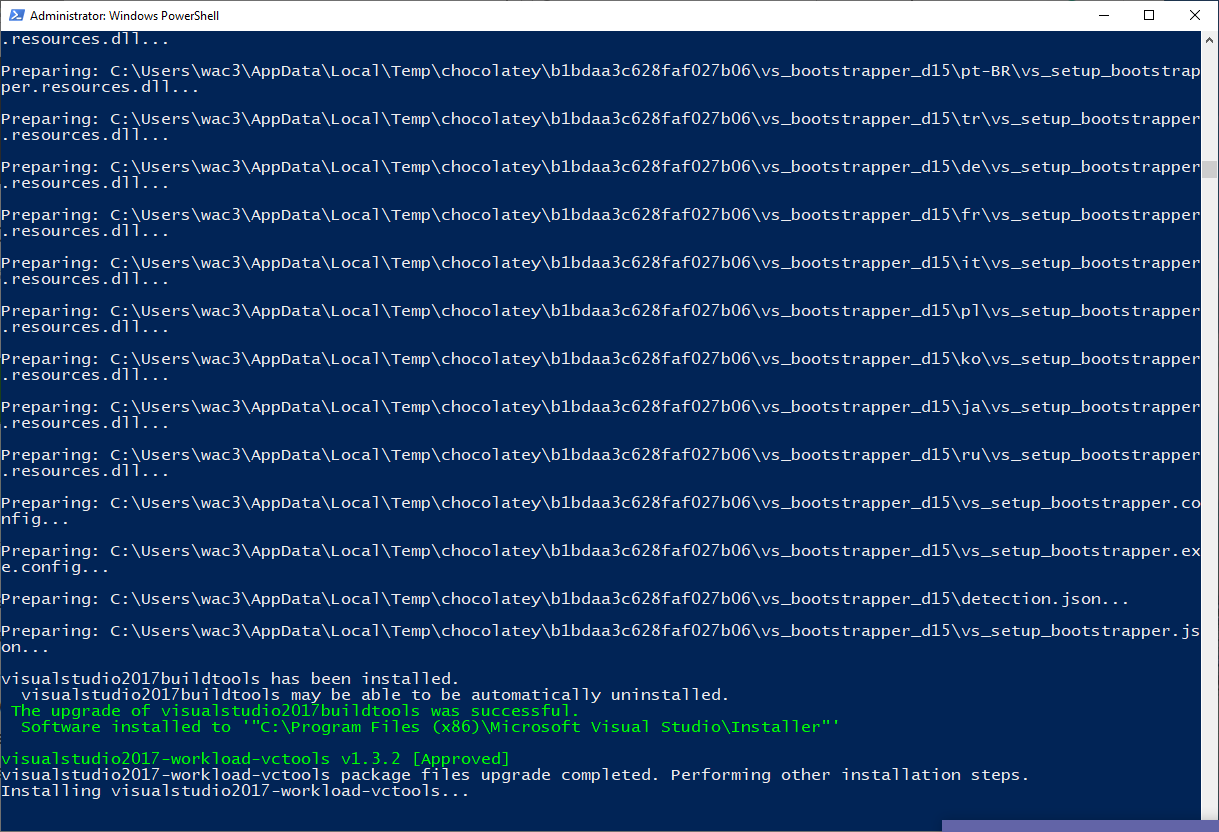 Administrator: Windows PowerShell
.resources.dll...
Preparing: C:\Users\wac3\AppData\Local\Temp\chocolatey\b1bdaa3c628faf027b06\vs_bootstrapper_d15\pt-BR\vs_setup_bootstrap
per.resources.dll...
Preparing: C:\Users\wac3\AppData\Local\Temp\chocolatey\b1bdaa3c628faf027b06\vs_bootstrapper_d15\tr\vs_setup_bootstrapper
.resources.dll...
Preparing: C:\Users\wac3\AppData\Local\Temp\chocolatey\b1bdaa3c628faf027b06\vs_bootstrapper_d15\de\vs_setup_bootstrapper
.resources.dll...
Preparing: C:\Users\wac3\AppData\Local\Temp\chocolatey\b1bdaa3c628faf027b06\vs_bootstrapper_d15\fr\vs_setup_bootstrapper
.resources.dll...
Preparing: C:\Users\wac3\AppData\Local\Temp\chocolatey\b1bdaa3c628faf027b06\vs_bootstrapper_d15\it\vs_setup_bootstrapper
.resources.dll...
Preparing: C:\Users\wac3\AppData\Local\Temp\chocolatey\b1bdaa3c628faf027b06\vs_bootstrapper_d15\pl\vs_setup_bootstrapper
.resources.dll...
Preparing: C:\Users\wac3\AppData\Local\Temp\chocolatey\b1bdaa3c628faf027b06\vs_bootstrapper_d15\ko\vs_setup_bootstrapper
.resources.dll...
Preparing: C:\Users\wac3\AppData\Local\Temp\chocolatey\b1bdaa3c628faf027b06\vs_bootstrapper_d15\ja\vs_setup_bootstrapper
.resources.dll...
Preparing: C:\Users\wac3\AppData\Local\Temp\chocolatey\b1bdaa3c628faf027b06\vs_bootstrapper_d15\ru\vs_setup_bootstrapper
.resources.dll...
Preparing: C:\Users\wac3\AppData\Local\Temp\chocolatey\b1bdaa3c628faf027b06\vs_bootstrapper_d15\vs_setup_bootstrapper.co
nfig...
Preparing: C:\Users\wac3\AppData\Local\Temp\chocolatey\b1bdaa3c628faf027b06\vs_bootstrapper_d15\vs_setup_bootstrapper.ex
e.config...
Preparing: C:\Users\wac3\AppData\Local\Temp\chocolatey\b1bdaa3c628faf027b06\vs_bootstrapper_d15\detection.json...
Preparing: C:\Users\wac3\AppData\Local\Temp\chocolatey\b1bdaa3c628faf027b06\vs_bootstrapper_d15\vs_setup_bootstrapper.js
on...
visualstudio2017buildtools has been installed.
visualstudio2017buildtools may be able to be automatically uninstalled.
The upgrade of visualstudio2017buildtools was successful.
Software installed to '"C:\Program Files (x86)\Microsoft Visual Studio\Installer"'
visualstudio2017-workload-vctools v1.3.2 [Approved]
visualstudio2017-workload-vctools package files upgrade completed. Performing other installation steps.
Installing visualstudio2017-workload-vctools...